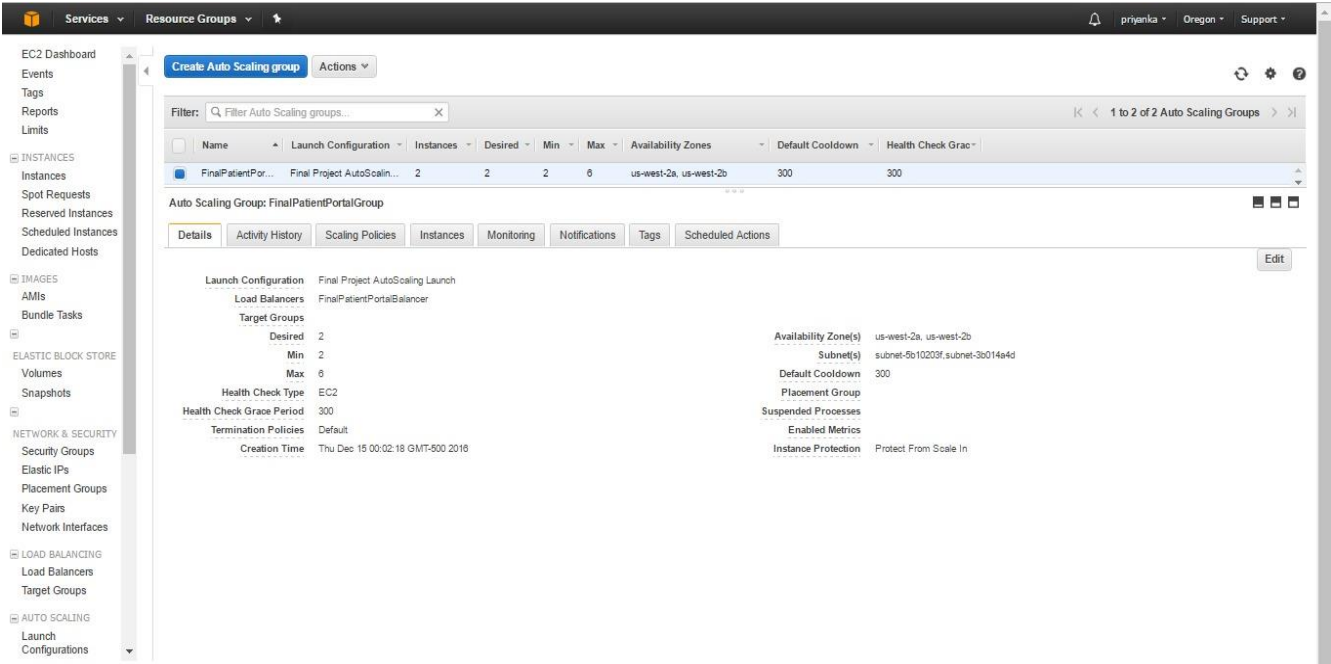 Services Resource Groups priyanka Oregon Support
EC2 Dashboard
Events
Tags
Reports
Limits
INSTANCES
Instances
Spot Requests
Reserved Instances
Scheduled Instances
Dedicated Hosts
IMAGES
AMIs
Bundle Tasks
ELASTIC BLOCK STORE
Volumes
Snapshots
NETWORK & SECURITY
Security Groups
Elastic IPs
Placement Groups
Key Pairs
Network Interfaces
LOAD BALANCING
Load Balancers
Target Groups
AUTO SCALING
Launch
Configurations
Create Auto Scaling group Actions
Filter: Filter Auto Scaling groups... X 1 to 2 of 2 Auto Scaling Groups
Name Launch Configuration Instances Desired Min Max Availability Zones Default Cooldown Health Check Grac
FinalPatientPor... Final Project AutoScalin... 2 2 2 6 us-west-2a, us-west-2b 300 300
Auto Scaling Group: FinalPatientPortalGroup
Details Activity History Scaling Policies Instances Monitoring Notifications Tags Scheduled Actions
Edit
Launch Configuration Final Project AutoScaling Launch
Load Balancers FinalPatientPortalBalancer
Target Groups
Desired 2 Availability Zone(s) us-west-2a, us-west-2b
Min 2 Subnet(s) subnet-5b10203f,subnet-3b014a4d
Max 6 Default Cooldown 300
Health Check Type EC2 Placement Group
Health Check Grace Period 300 Suspended Processes
Termination Policies Default Enabled Metrics
Creation Time Thu Dec 15 00:02:18 GMT-500 2016 Instance Protection Protect From Scale In